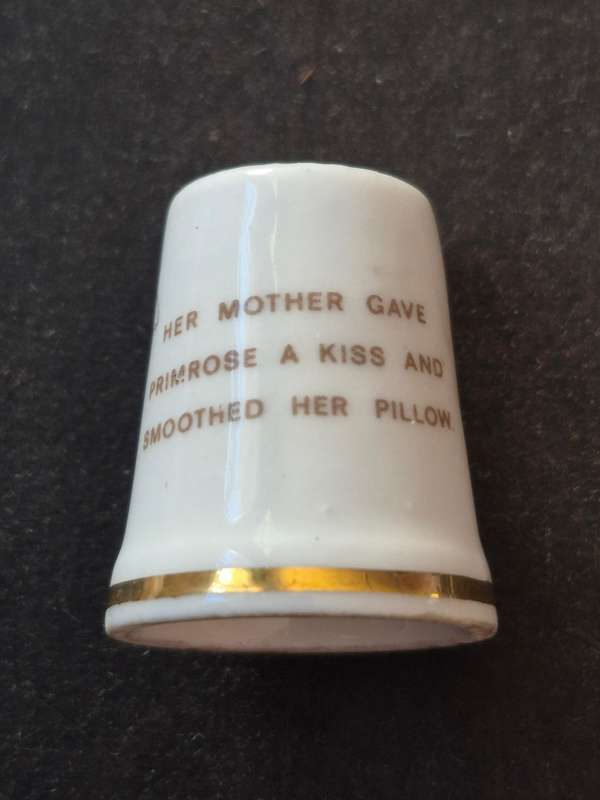 HER MOTHER GAVE
PRIMROSE A KISS AND
SMOOTHED HER PILLOW.